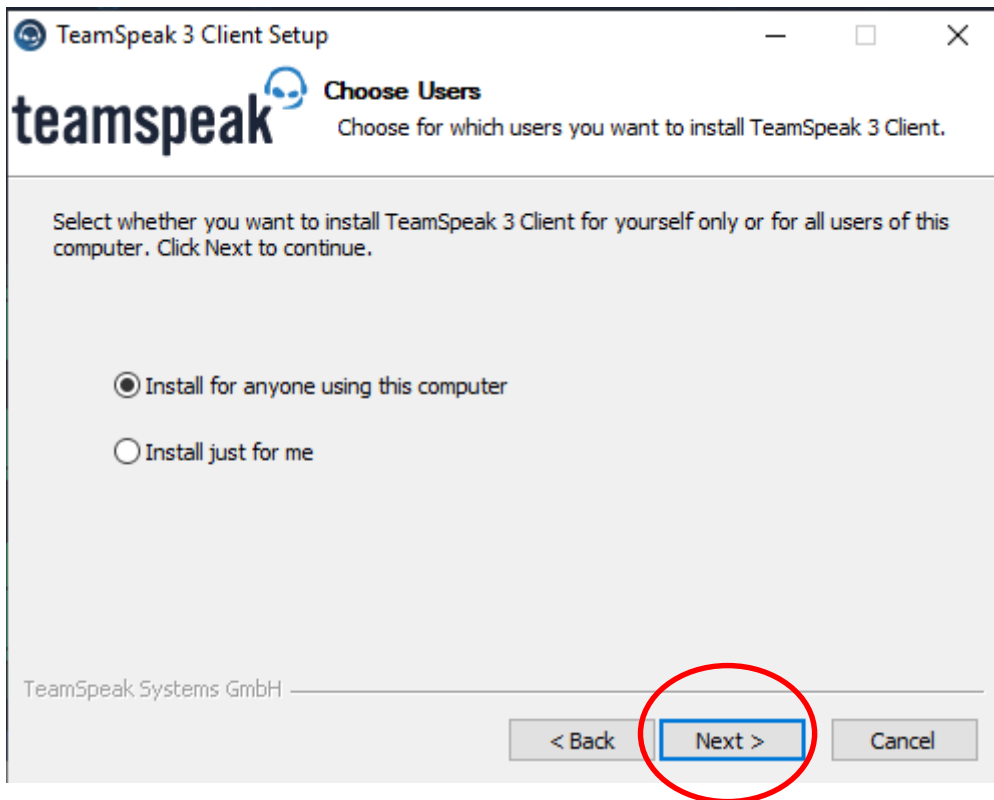 TeamSpeak 3 Client Setup
teamspeak
Choose Users
Choose for which users you want to install TeamSpeak 3 Client.
Select whether you want to install TeamSpeak 3 Client for yourself only or for all users of this
computer. Click Next to continue.
Install for anyone using this computer
Install just for me
TeamSpeak Systems GmbH
< Back Next > Cancel